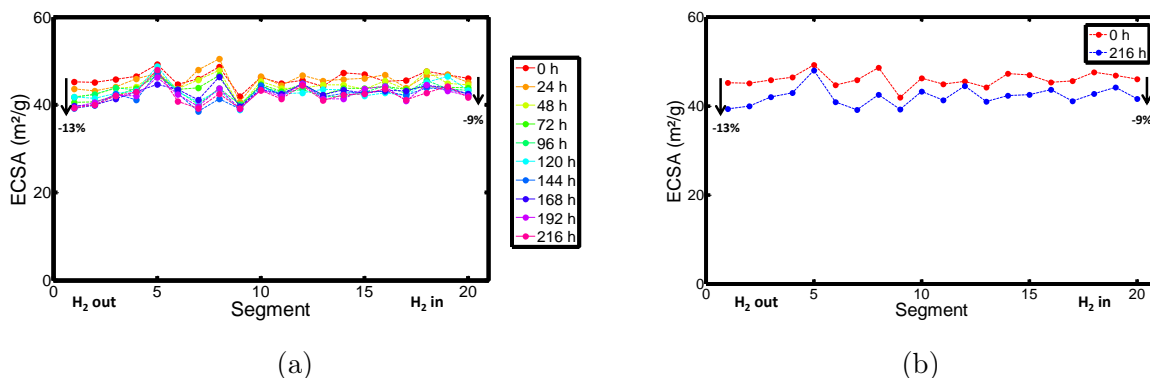 60
40
20
0
ECSA (m²/g)
-13%
-9%
0
5
10
15
20
H₂ out
Segment
H₂ in
0 h
24 h
48 h
72 h
96 h
120 h
144 h
168 h
192 h
216 h
(a)
60
40
20
0
ECSA (m²/g)
-13%
-9%
0
5
10
15
20
H₂ out
Segment
H₂ in
0 h
216 h
(b)